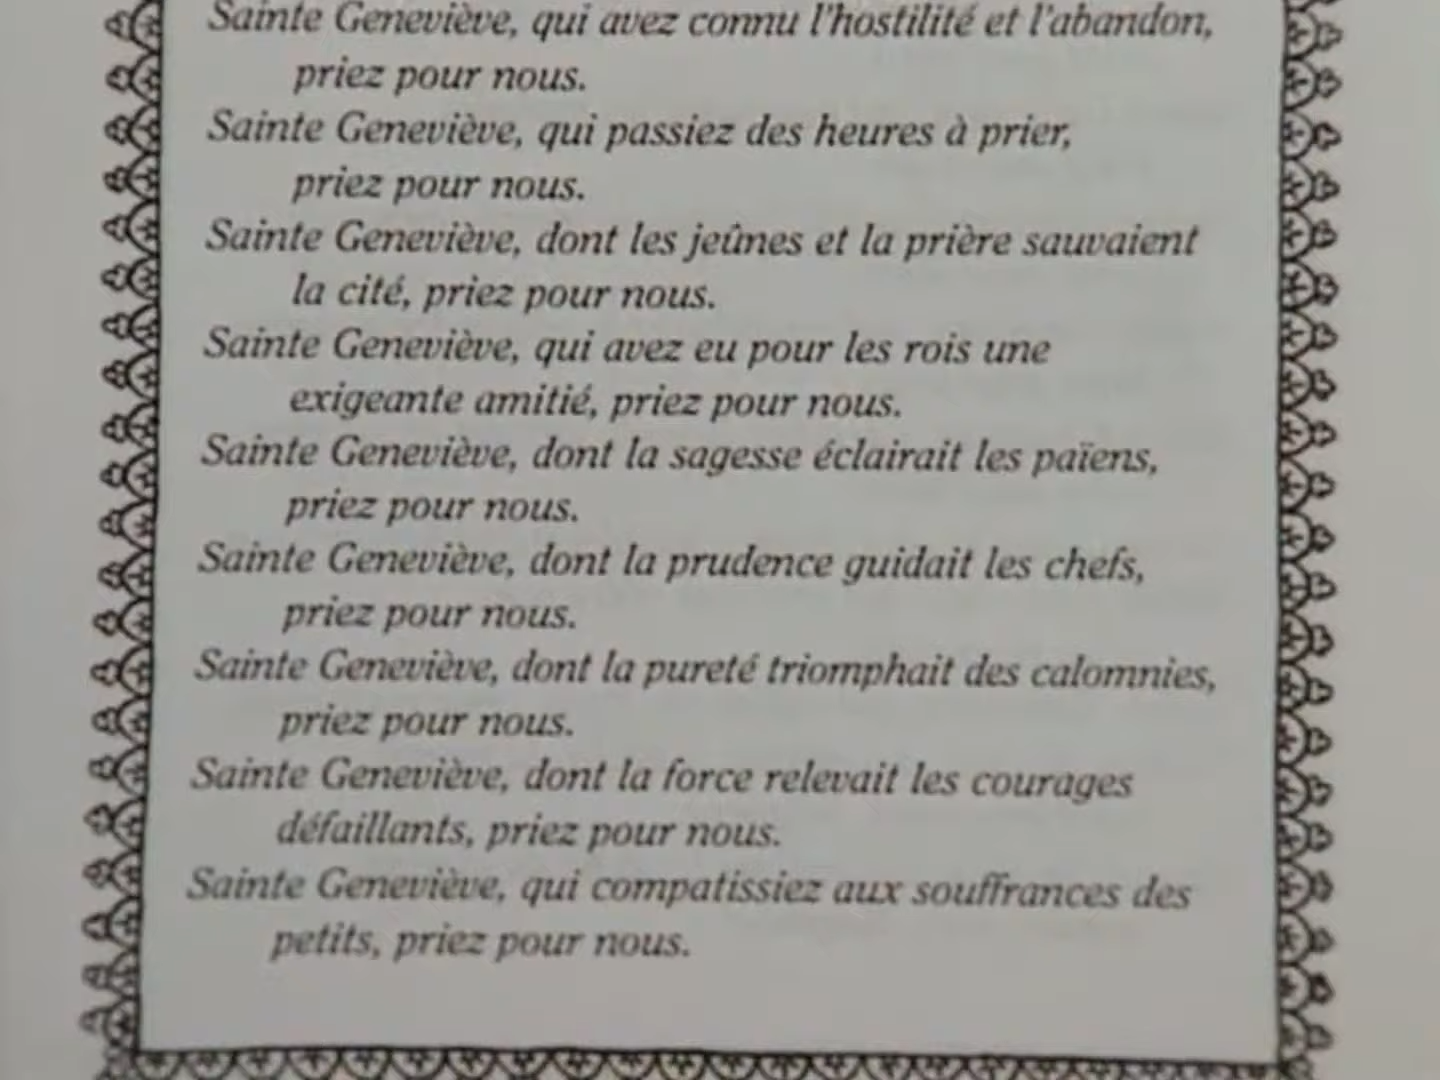 Sainte Geneviève, qui avez connu l'hostilité et l'abandon,
priez pour nous.
Sainte Geneviève, qui passiez des heures à prier,
priez pour nous.
Sainte Geneviève, dont les jeûnes et la prière sauvaient
la cité, priez pour nous.
Sainte Geneviève, qui avez eu pour les rois une
exigeante amitié, priez pour nous.
Sainte Geneviève, dont la sagesse éclairait les païens,
priez pour nous.
Sainte Geneviève, dont la prudence guidait les chefs,
priez pour nous.
Sainte Geneviève, dont la pureté triomphait des calomnies,
priez pour nous.
Sainte Geneviève, dont la force relevait les courages
défaillants, priez pour nous.
Sainte Geneviève, qui compatissiez aux souffrances des
petits, priez pour nous.